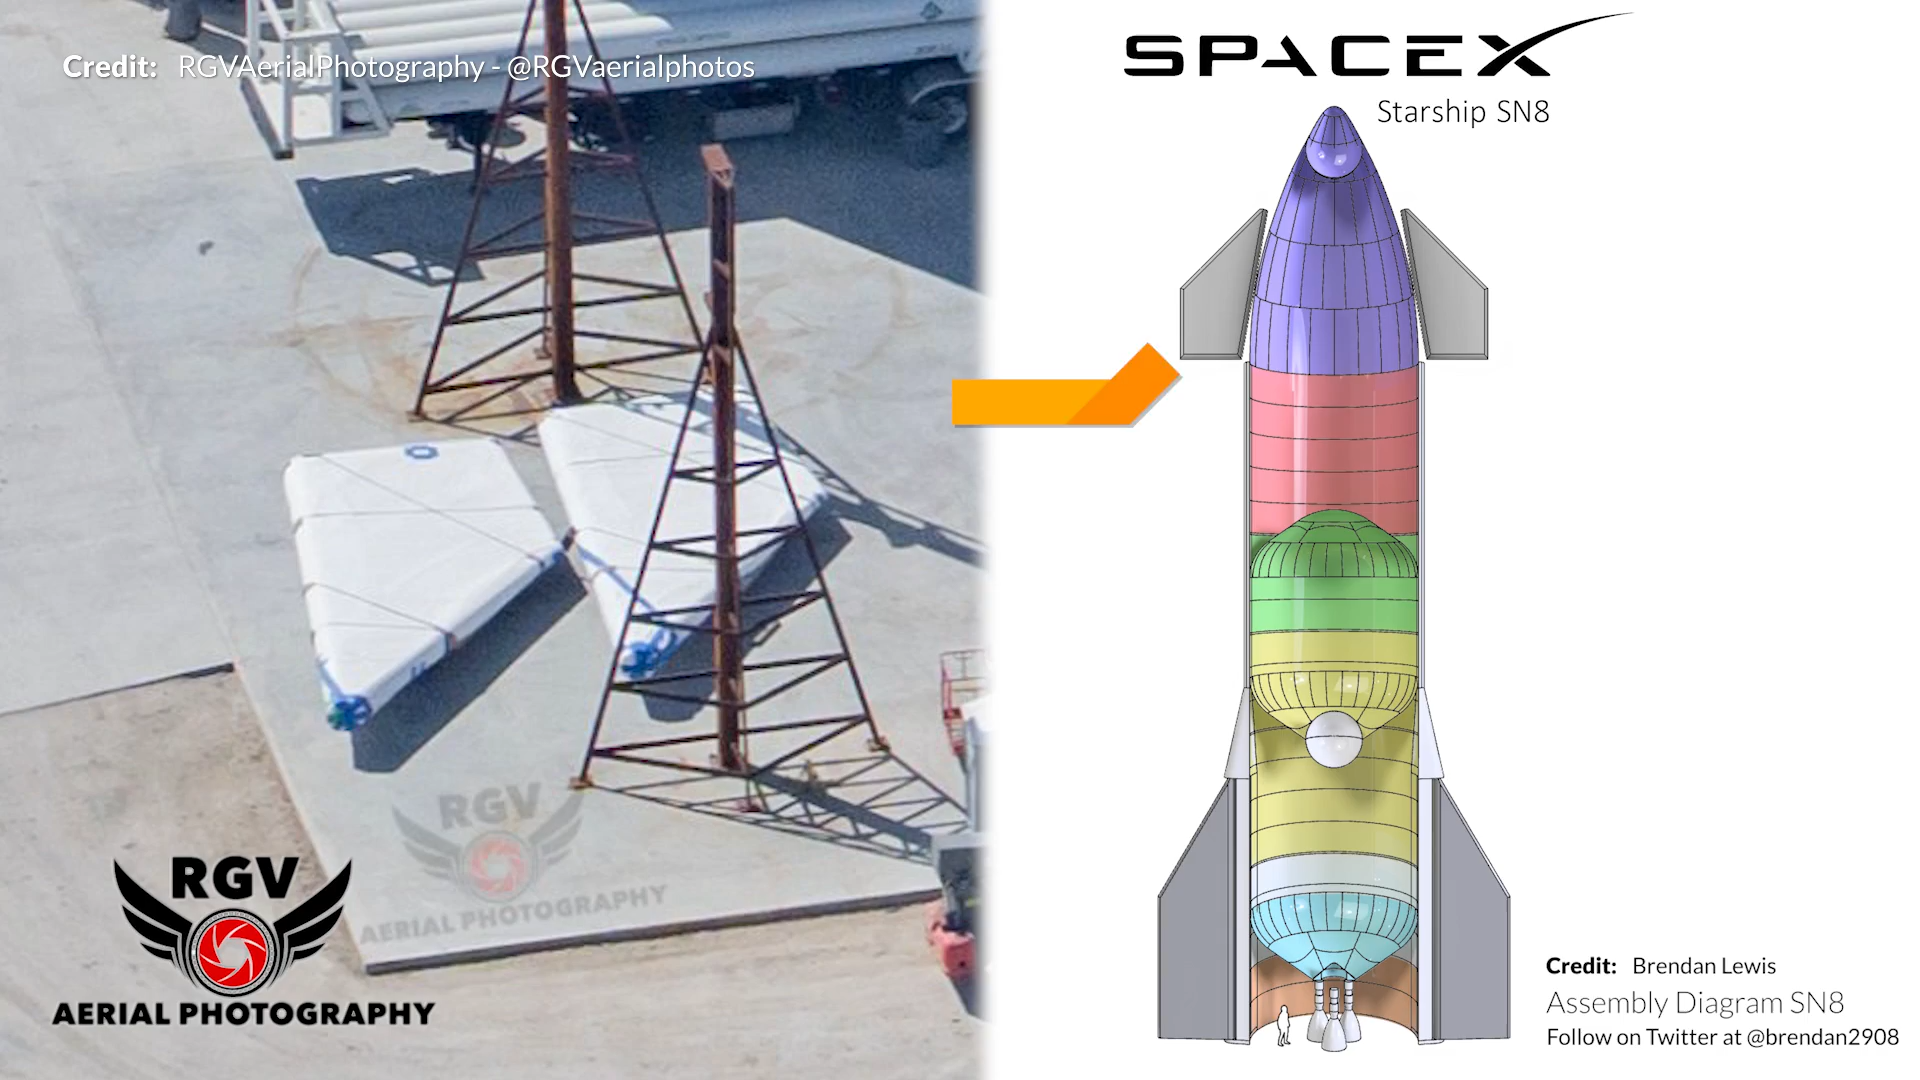 Credit: RGVAerialPhotography - @RGVaerialphotos
RGV
AERIAL PHOTOGRAPHY
RGV
AERIAL PHOTOGRAPHY
SPACEX
Starship SN8
Credit: Brendan Lewis
Assembly Diagram SN8
Follow on Twitter at @brendan2908